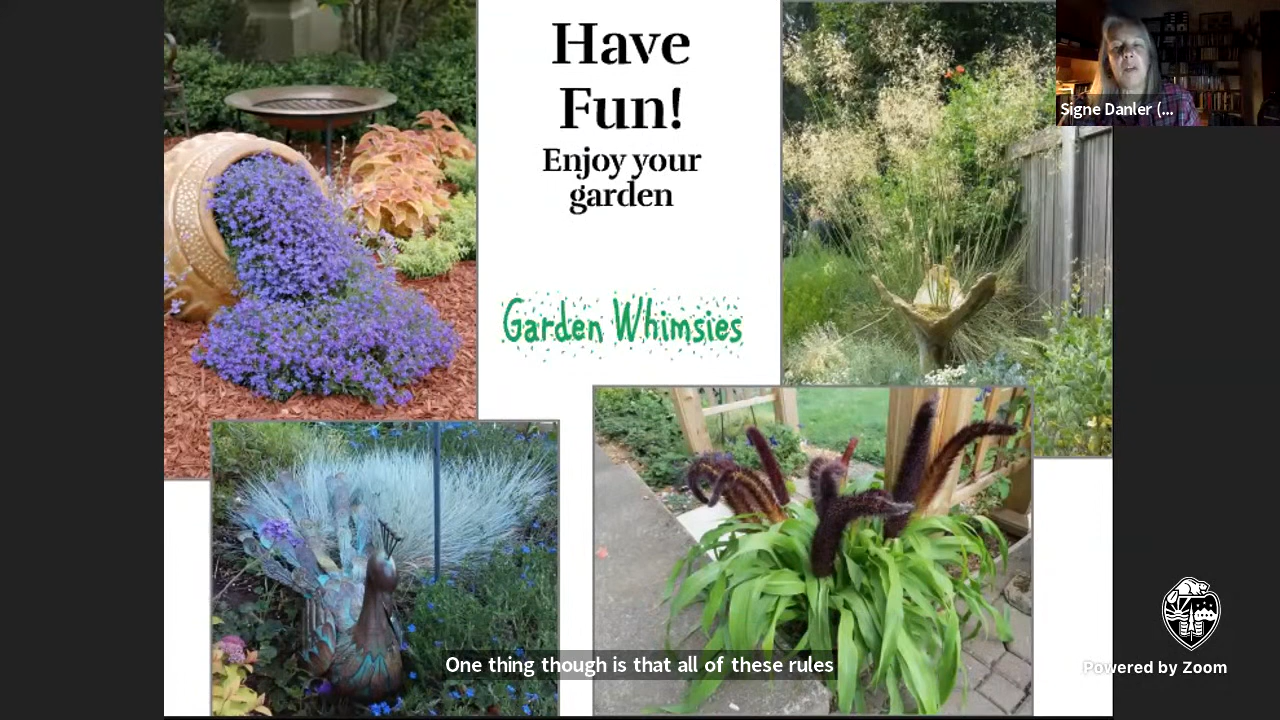 Have
Fun!
Enjoy your
garden
Garden Whimsies
Signe Danler (...
One thing though is that all of these rules
Powered by Zoom